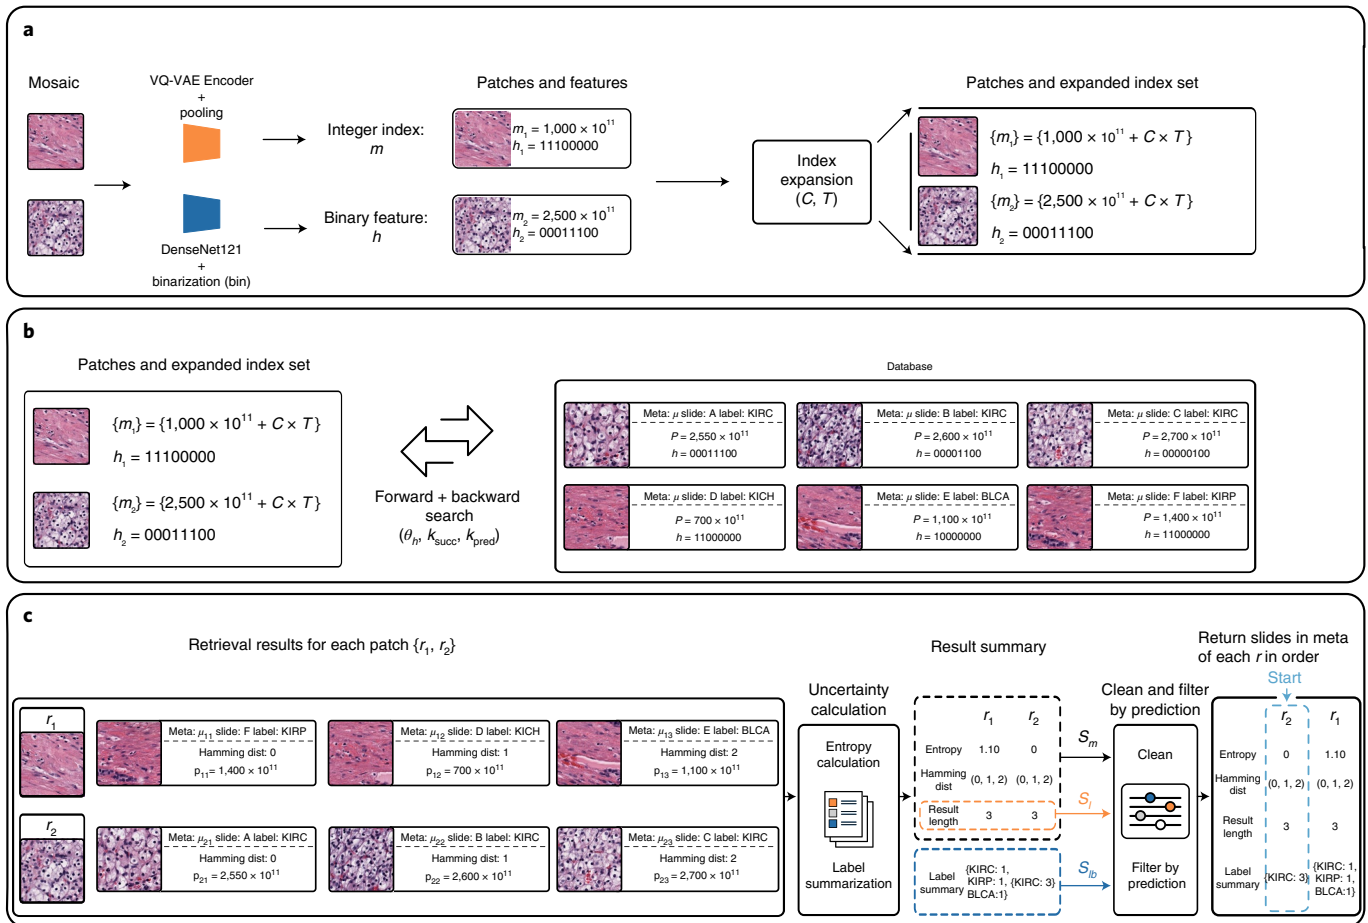 a
Mosaic
VQ-VAE Encoder
+
pooling
DenseNet121
+
binarization (bin)
Integer index:
m
Binary feature:
h
Patches and features
m1 = 1,000 × 10^11
h1 = 11100000
m2 = 2,500 × 10^11
h2 = 00011100
Index
expansion
(C, T)
Patches and expanded index set
{m1} = {1,000 × 10^11 + C × T}
h1 = 11100000
{m2} = {2,500 × 10^11 + C × T}
h2 = 00011100
b
Patches and expanded index set
{m1} = {1,000 × 10^11 + C × T}
h1 = 11100000
{m2} = {2,500 × 10^11 + C × T}
h2 = 00011100
Forward + backward
search
(θh, ksucc, kpred)
Database
Meta: μ slide: A label: KIRC
P = 2,550 × 10^11
h = 00011100
Meta: μ slide: B label: KIRC
P = 2,600 × 10^11
h = 00001100
Meta: μ slide: C label: KIRC
P = 2,700 × 10^11
h = 00000100
Meta: μ slide: D label: KICH
P = 700 × 10^11
h = 11000000
Meta: μ slide: E label: BLCA
P = 1,100 × 10^11
h = 10000000
Meta: μ slide: F label: KIRP
P = 1,400 × 10^11
h = 11000000
c
Retrieval results for each patch {r1, r2}
r1
Meta: μ11 slide: F label: KIRP
Hamming dist: 0
p11= 1,400 × 10^11
Meta: μ12 slide: D label: KICH
Hamming dist: 1
p12 = 700 × 10^11
Meta: μ13 slide: E label: BLCA
Hamming dist: 2
p13 = 1,100 × 10^11
r2
Meta: μ21 slide: A label: KIRC
Hamming dist: 0
p21 = 2,550 × 10^11
Meta: μ22 slide: B label: KIRC
Hamming dist: 1
p22 = 2,600 × 10^11
Meta: μ23 slide: C label: KIRC
Hamming dist: 2
p23 = 2,700 × 10^11
Uncertainty
calculation
Entropy
calculation
Label
summarization
Result summary
r1 r2
Entropy 1.10 0
Hamming
dist (0, 1, 2) (0, 1, 2)
Result
length 3 3
Label
summary {KIRC: 1,
KIRP: 1,
BLCA:1} {KIRC: 3}
Sm
Sl
Slb
Clean and filter
by prediction
Clean
Filter by
prediction
Return slides in meta
of each r in order
Start
r2 r1
Entropy 0 1.10
Hamming
dist (0, 1, 2) (0, 1, 2)
Result
length 3 3
Label
summary {KIRC: 3} {KIRC: 1,
KIRP: 1,
BLCA:1}